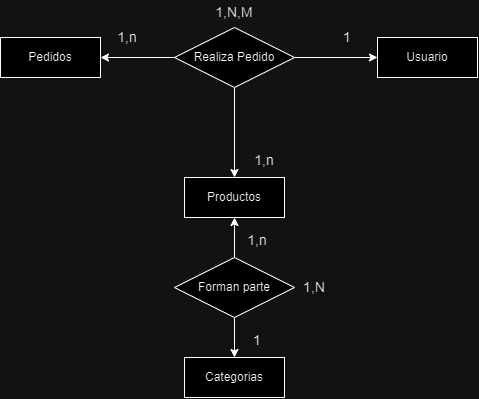 1,N,M
1,n
1
Pedidos
Realiza Pedido
Usuario
1,n
Productos
1,n
Forman parte
1,N
1
Categorias